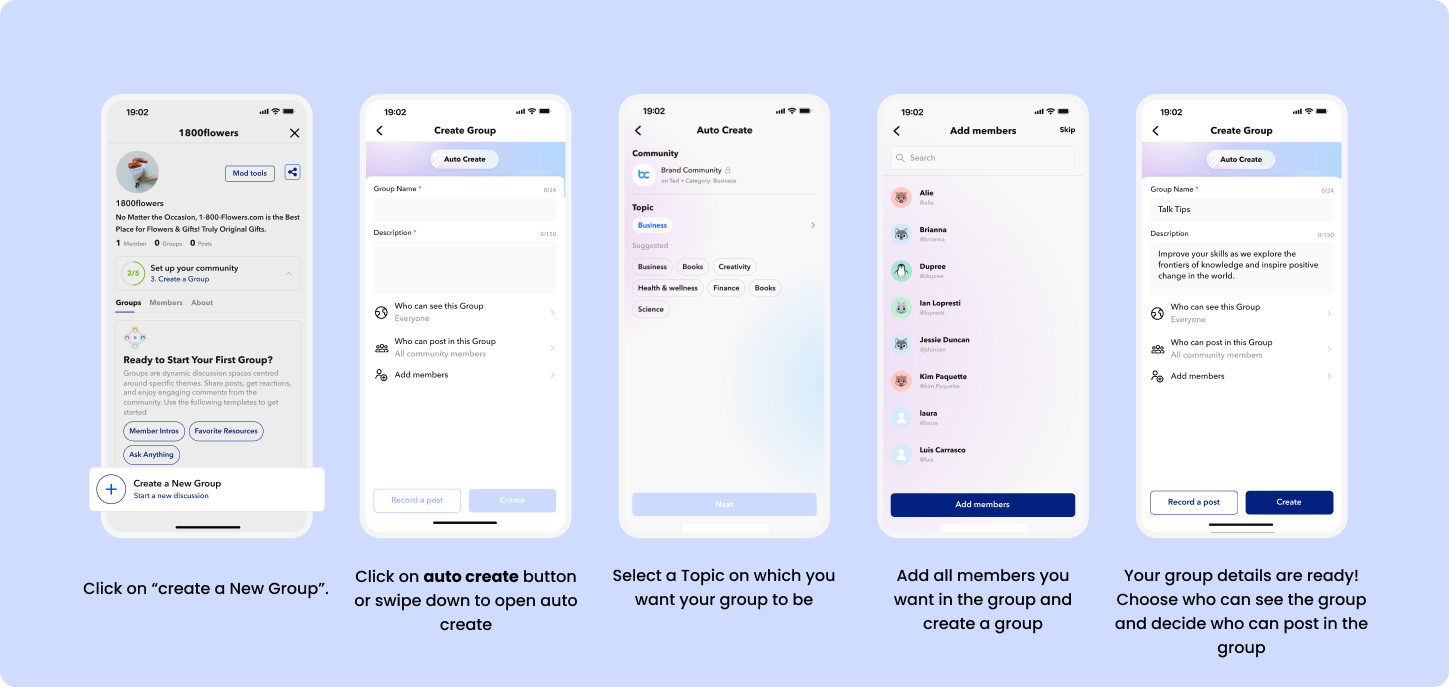 19:02
1800flowers
Mod tools
1800flowers
No Matter the Occasion, 1-800-Flowers.com is the Best
Place for Flowers & Gifts! Truly Original Gifts.
1 Member 0 Groups 0 Posts
2/5
Set up your community
3. Create a Group
Groups Members About
Ready to Start Your First Group?
Groups are dynamic discussion spaces centred
around specific themes. Share posts, get reactions,
and enjoy engaging comments from the
community. Use the following templates to get
started
Member Intros Favorite Resources
Ask Anything
Create a New Group
Start a new discussion
Click on “create a New Group”.
19:02
Create Group
Auto Create
Group Name * 0/24
Description * 0/150
Who can see this Group
Everyone
Who can post in this Group
All community members
Add members
Record a post Create
Click on auto create button
or swipe down to open auto
create
19:02
Auto Create
Community
bc
Brand Community
on Ted • Category: Business
Topic
Business
Suggested
Business Books Creativity
Health & wellness Finance Books
Science
Next
Select a Topic on which you
want your group to be
19:02
Add members Skip
Search
Alie
@alie
Brianna
@brianna
Dupree
@dupree
Ian Lopresti
@lopresti
Jessie Duncan
@jduncan
Kim Paquette
@kim.Paquette
laura
@laura
Luis Carrasco
@luis
Add members
Add all members you
want in the group and
create a group
19:02
Create Group
Auto Create
Group Name * 0/24
Talk Tips
Description 0/150
Improve your skills as we explore the
frontiers of knowledge and inspire positive
change in the world.
Who can see this Group
Everyone
Who can post in this Group
All community members
Add members
Record a post Create
Your group details are ready!
Choose who can see the group
and decide who can post in the
group